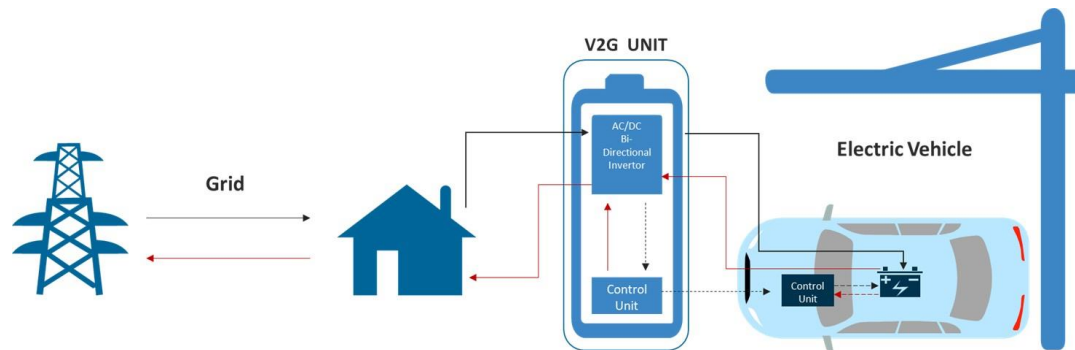 V2G UNIT
AC/DC
Bi-
Directional
Invertor
Electric Vehicle
Grid
Control
Unit
Control
Unit